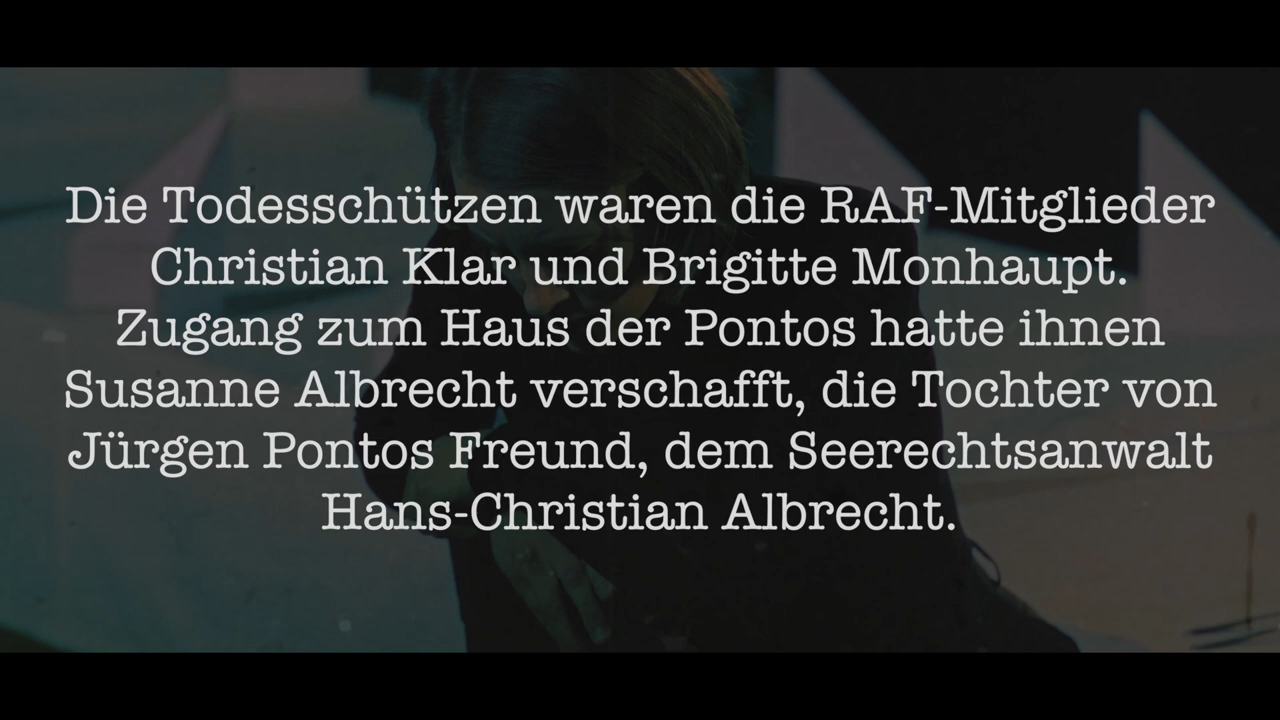 Die Todesschützen waren die RAF-Mitglieder
Christian Klar und Brigitte Monhaupt.
Zugang zum Haus der Pontos hatte ihnen
Susanne Albrecht verschafft, die Tochter von
Jürgen Pontos Freund, dem Seerechtsanwalt
Hans-Christian Albrecht.